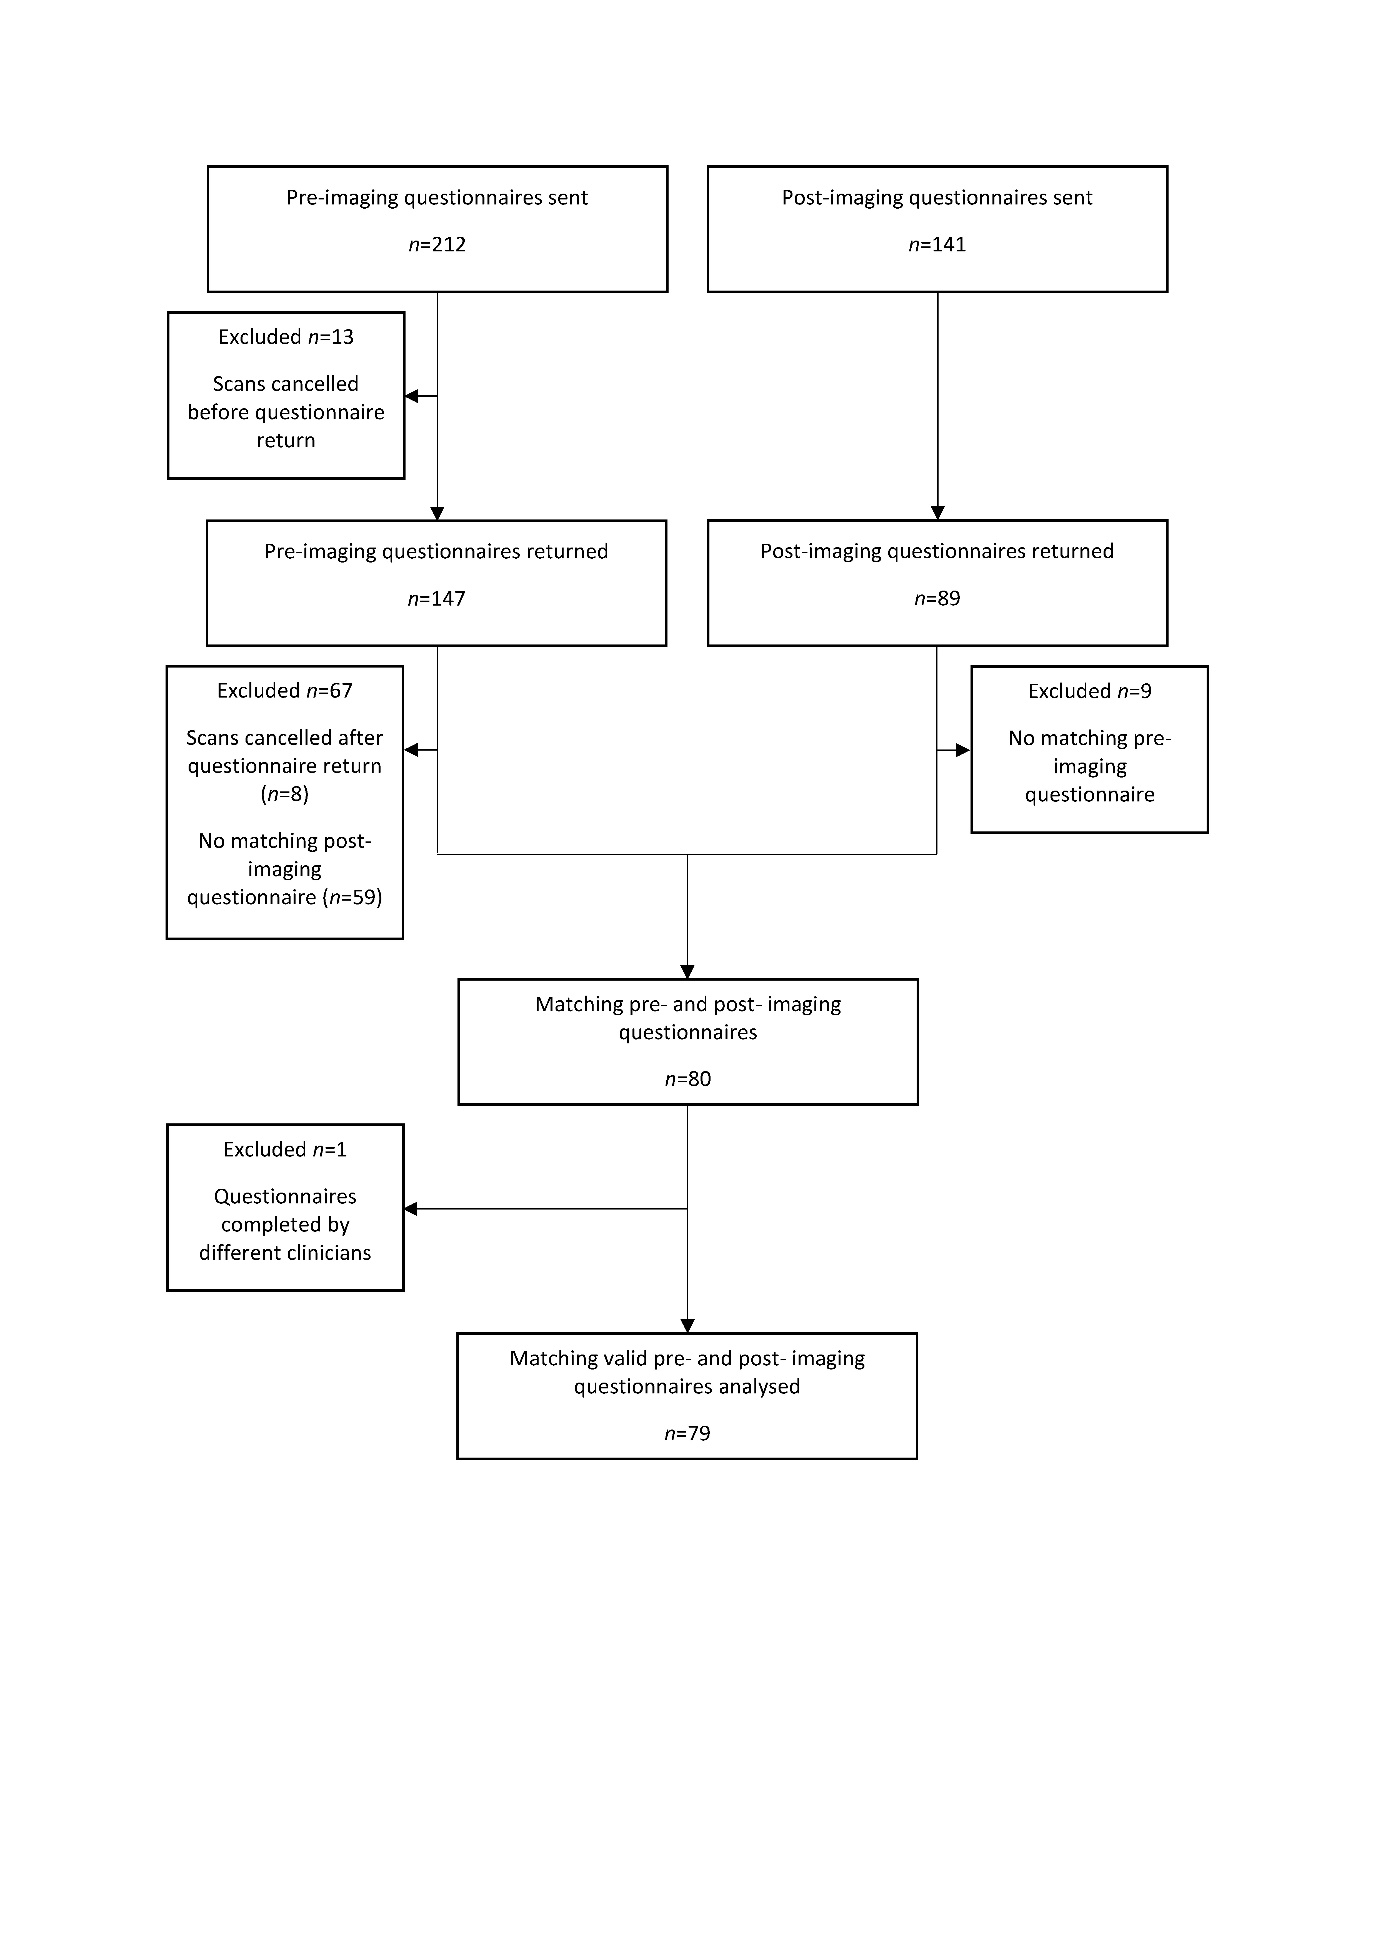 Pre-imaging questionnaires sent
n=212
Post-imaging questionnaires sent
n=141
Excluded n=13
Scans cancelled
before questionnaire
return
Pre-imaging questionnaires returned
n=147
Post-imaging questionnaires returned
n=89
Excluded n=67
Scans cancelled after
questionnaire return
(n=8)
No matching post-
imaging
questionnaire (n=59)
Excluded n=9
No matching pre-
imaging
questionnaire
Matching pre- and post- imaging
questionnaires
n=80
Excluded n=1
Questionnaires
completed by
different clinicians
Matching valid pre- and post- imaging
questionnaires analysed
n=79